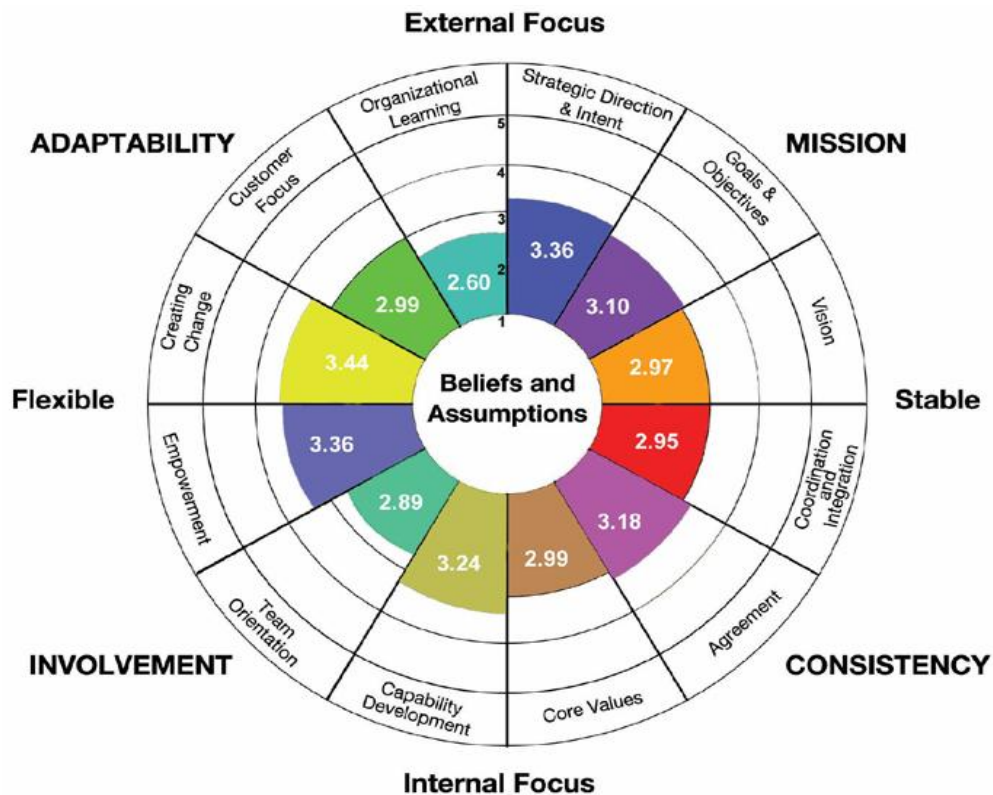 External Focus
ADAPTABILITY
MISSION
Organizational
Learning
Strategic Direction
& Intent
Customer
Focus
Goals &
Objectives
Creating
Change
Vision
5
4
3
2
1
2.60
3.36
2.99
3.10
3.44
2.97
Flexible
Beliefs and
Assumptions
Stable
3.36
2.95
2.89
3.18
3.24
2.99
Empowerment
Coordination
and
Integration
Team
Orientation
Agreement
Capability
Development
Core Values
INVOLVEMENT
CONSISTENCY
Internal Focus